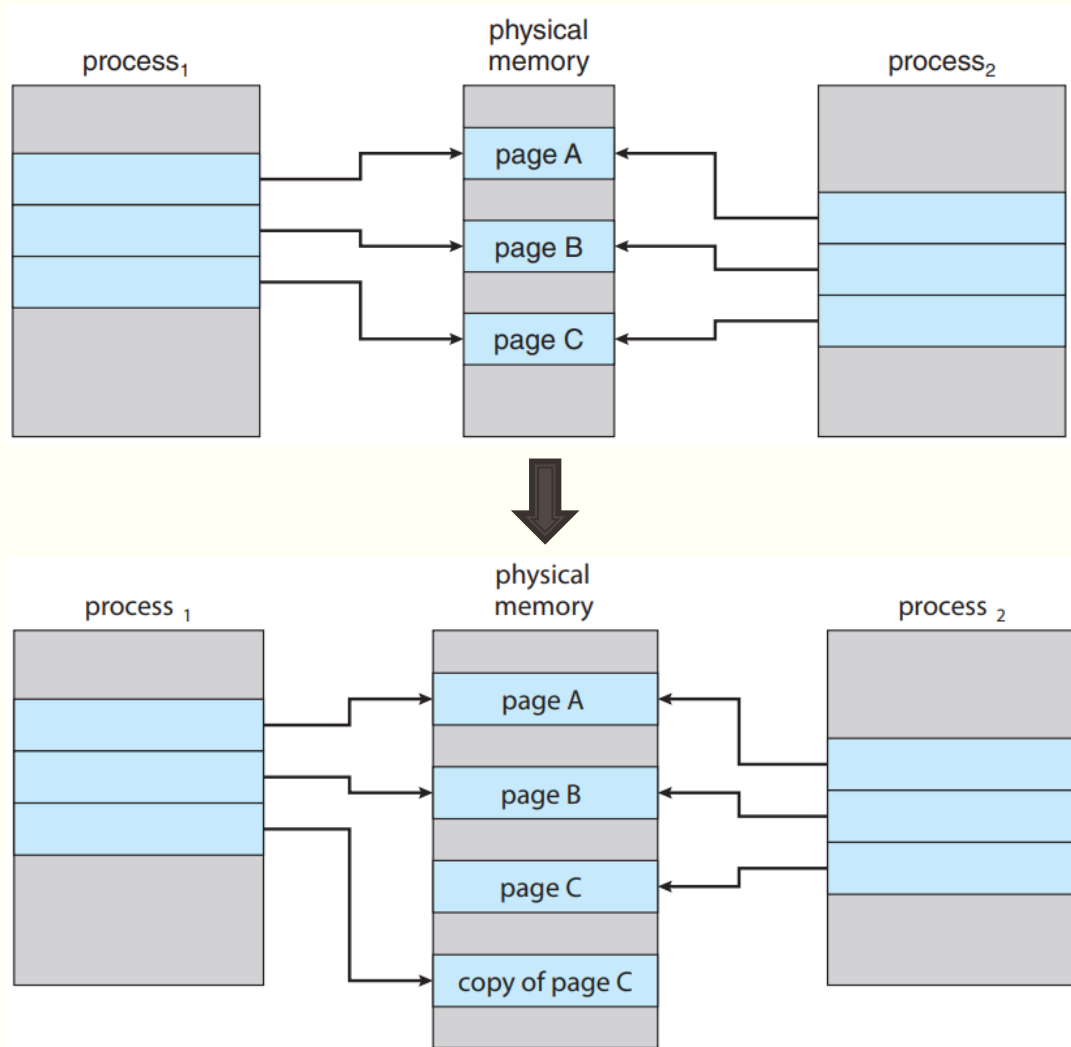 physical
memory
process₁
process₂
page A
page B
page C
physical
memory
process ₁
process ₂
page A
page B
page C
copy of page C